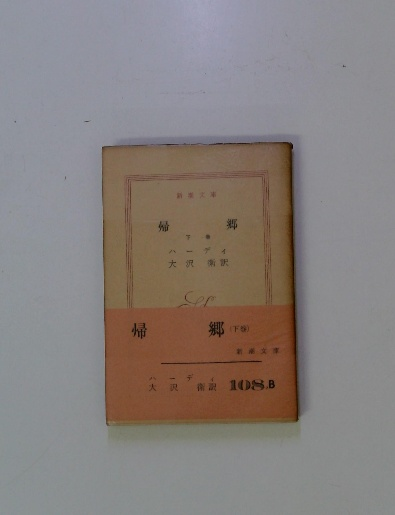 新潮文庫
帰 郷
下巻
ハーディ
大沢 衛訳
帰 郷 (下巻)
新潮文庫
ハーディ
大沢 衛訳 108.B